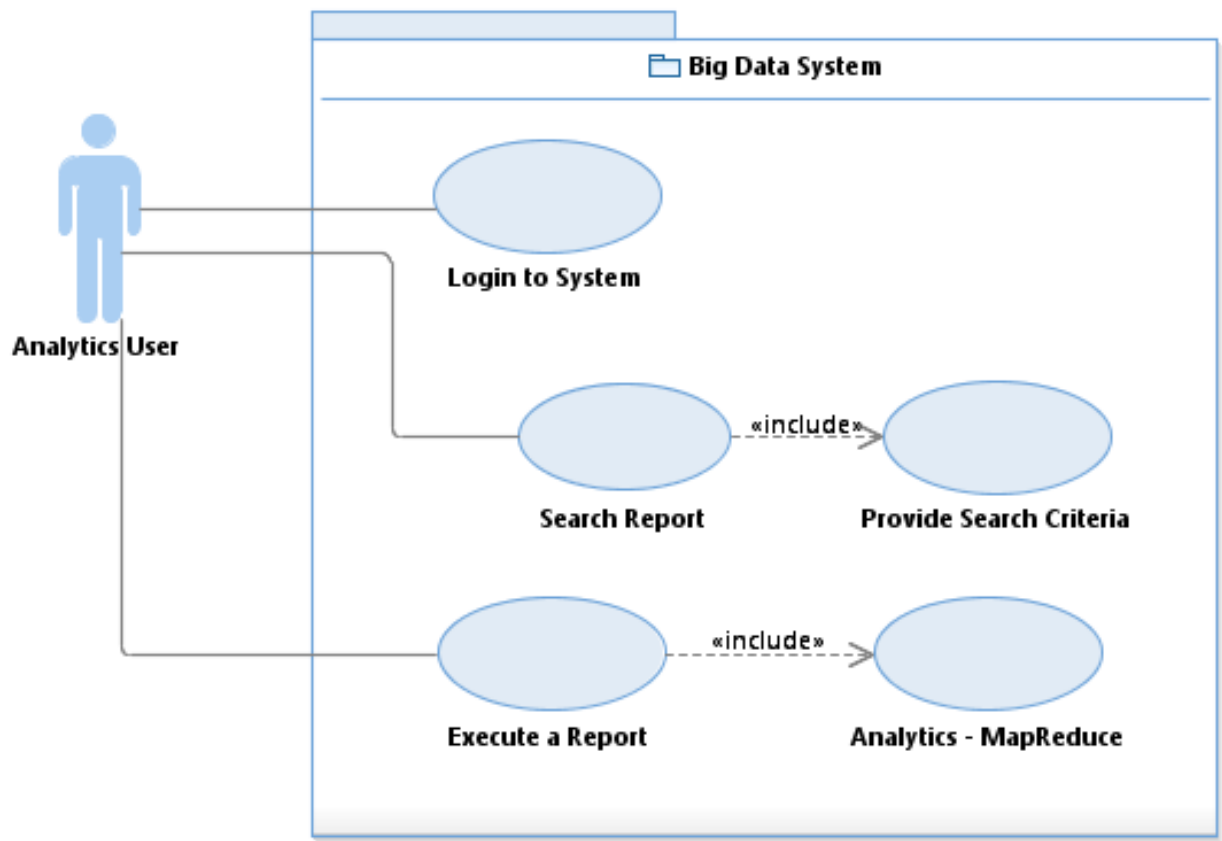 Big Data System
Login to System
Analytics User
«include»
Search Report
Provide Search Criteria
«include»
Execute a Report
Analytics - MapReduce